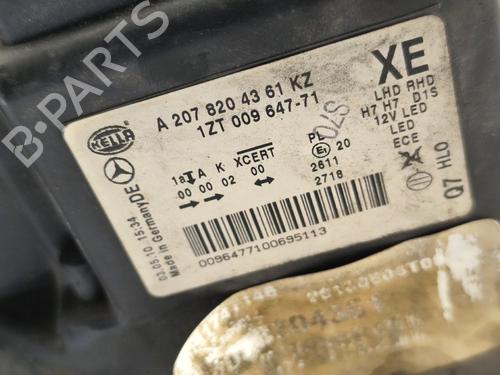 B-PARTS
HELLA
A 207 820 43 61 KZ
1ZT 009 647-71
XE
LHD RHD
H7 H7 D1S
12V LED
LED
ECE
1a A K XCERT PL
00 00 02 00 E1 20
2611
2718
Q7 HL0
DE
Made in Germany
03.05.10 15:34
0096477100695113